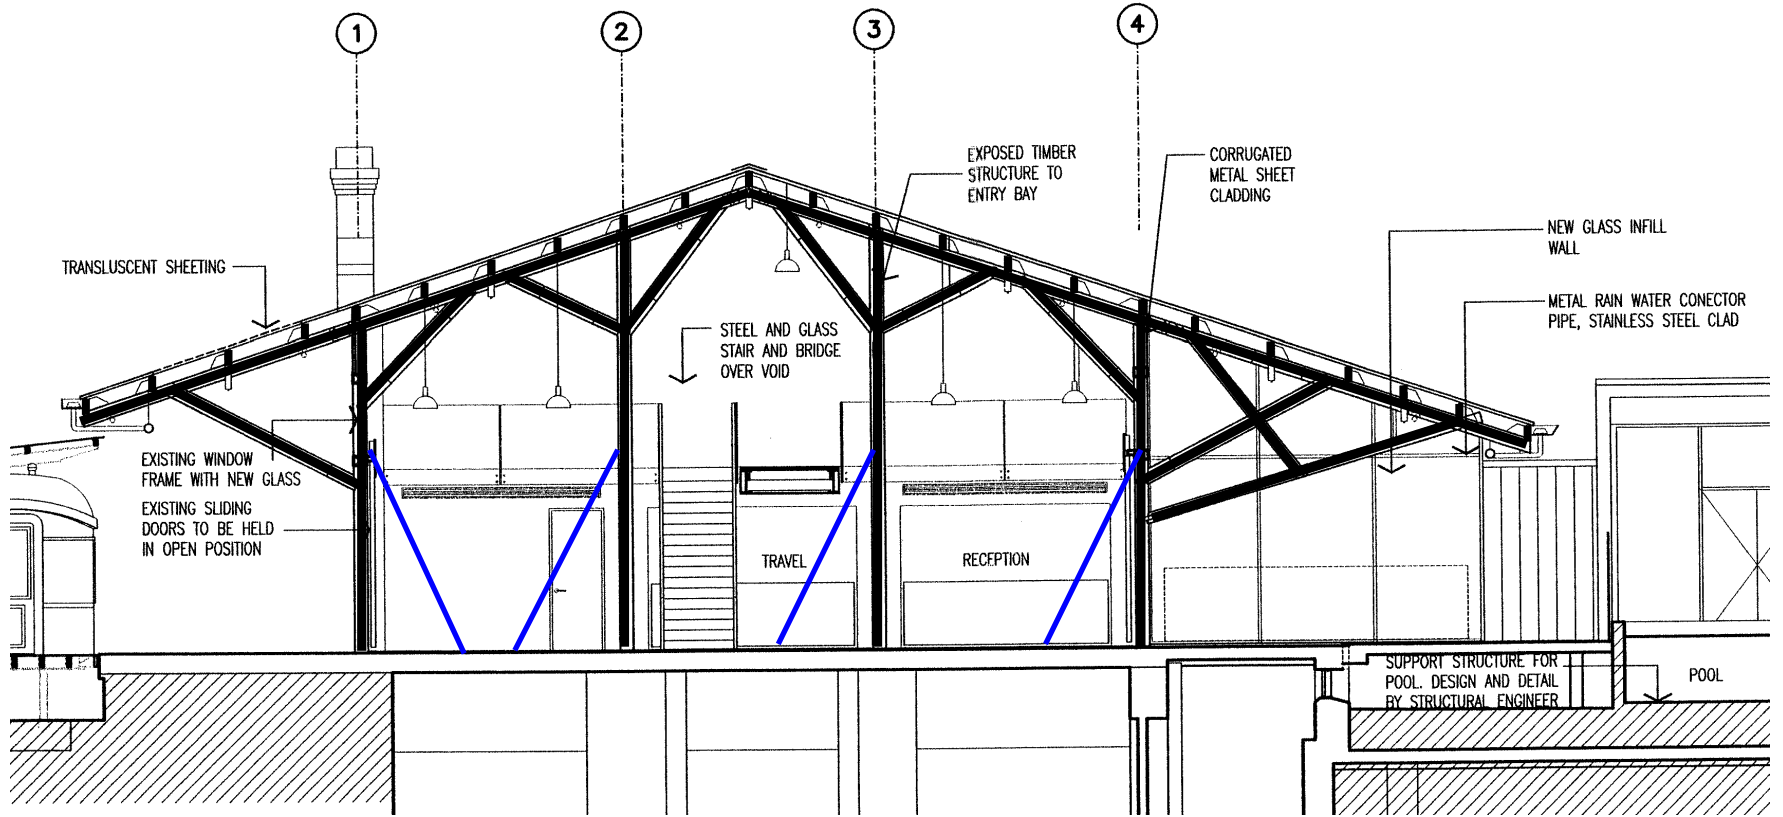 1
2
3
4
EXPOSED TIMBER
STRUCTURE TO
ENTRY BAY
CORRUGATED
METAL SHEET
CLADDING
NEW GLASS INFILL
WALL
TRANSLUSCENT SHEETING
METAL RAIN WATER CONECTOR
PIPE, STAINLESS STEEL CLAD
STEEL AND GLASS
STAIR AND BRIDGE
OVER VOID
EXISTING WINDOW
FRAME WITH NEW GLASS
EXISTING SLIDING
DOORS TO BE HELD
IN OPEN POSITION
TRAVEL
RECEPTION
SUPPORT STRUCTURE FOR
POOL. DESIGN AND DETAIL
BY STRUCTURAL ENGINEER
POOL